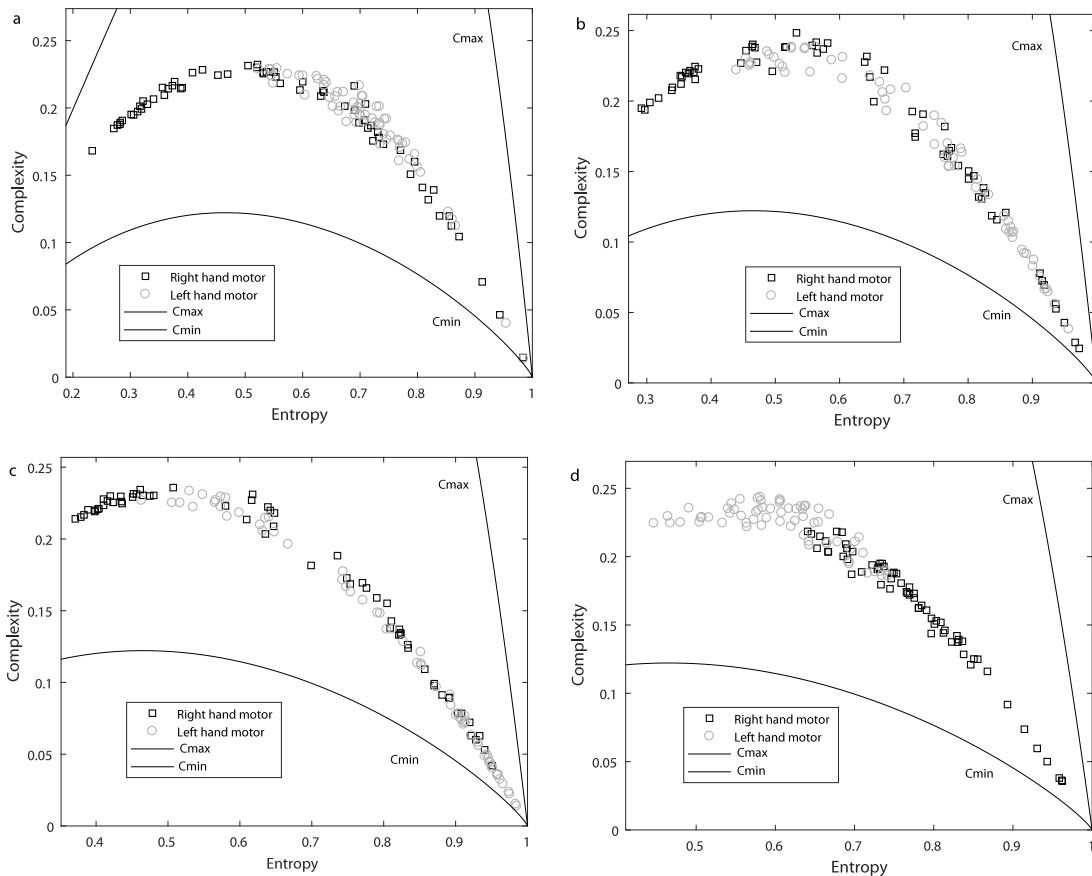 a
0.25
0.2
0.15
0.1
0.05
0
Complexity
Cmax
Cmin
Right hand motor
Left hand motor
Cmax
Cmin
0.2 0.3 0.4 0.5 0.6 0.7 0.8 0.9 1
Entropy
b
0.25
0.2
0.15
0.1
0.05
0
Complexity
Cmax
Cmin
Right hand motor
Left hand motor
Cmax
Cmin
0.3 0.4 0.5 0.6 0.7 0.8 0.9 1
Entropy
c
0.25
0.2
0.15
0.1
0.05
0
Complexity
Cmax
Cmin
Right hand motor
Left hand motor
Cmax
Cmin
0.4 0.5 0.6 0.7 0.8 0.9 1
Entropy
d
0.25
0.2
0.15
0.1
0.05
0
Complexity
Cmax
Cmin
Right hand motor
Left hand motor
Cmax
Cmin
0.5 0.6 0.7 0.8 0.9 1
Entropy